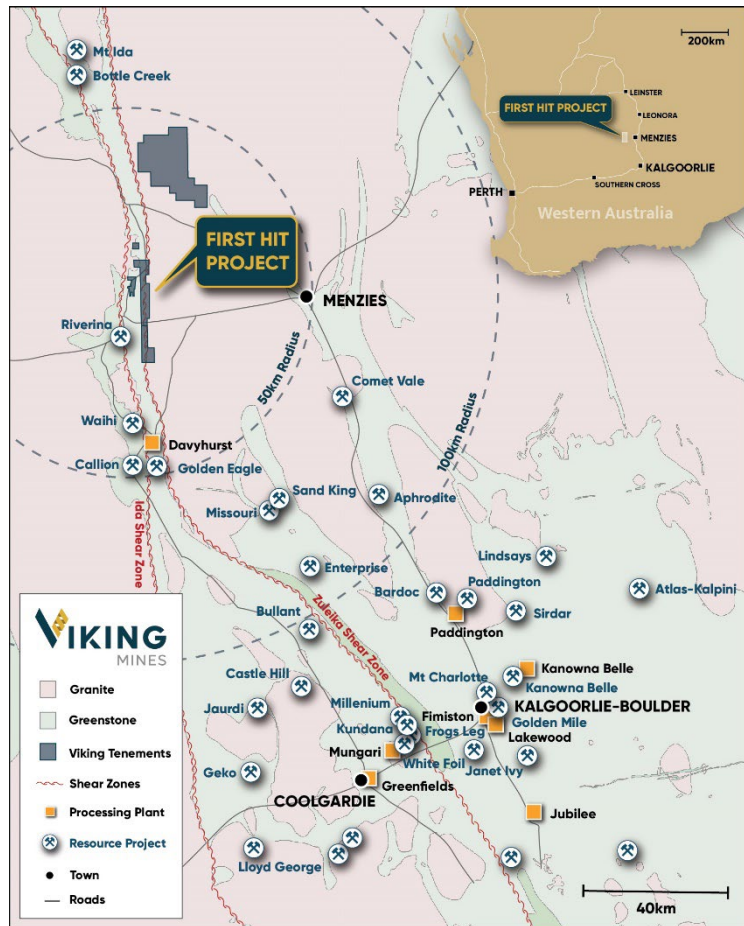 Mt Ida
Bottle Creek
200km
LEINSTER
LEONORA
FIRST HIT PROJECT
MENZIES
KALGOORLIE
SOUTHERN CROSS
PERTH
Western Australia
FIRST HIT
PROJECT
MENZIES
Riverina
50km Radius
Comet Vale
100km Radius
Waihi
Davyhurst
Callion
Golden Eagle
Sand King
Missouri
Aphrodite
Ida Shear Zone
Enterprise
Lindsays
Bardoc
Paddington
Atlas-Kalpini
Sirdar
Paddington
Bullant
Zuleika Shear Zone
Castle Hill
Kanowna Belle
Mt Charlotte
Kanowna Belle
Jaurdi
Millenium
KALGOORLIE-BOULDER
Fimiston
Golden Mile
Kundana
Frogs Leg
Lakewood
Mungari
White Foil
Janet Ivy
Geko
Greenfields
COOLGARDIE
Jubilee
Lloyd George
40km
VIKING
MINES
Granite
Greenstone
Viking Tenements
Shear Zones
Processing Plant
Resource Project
Town
Roads